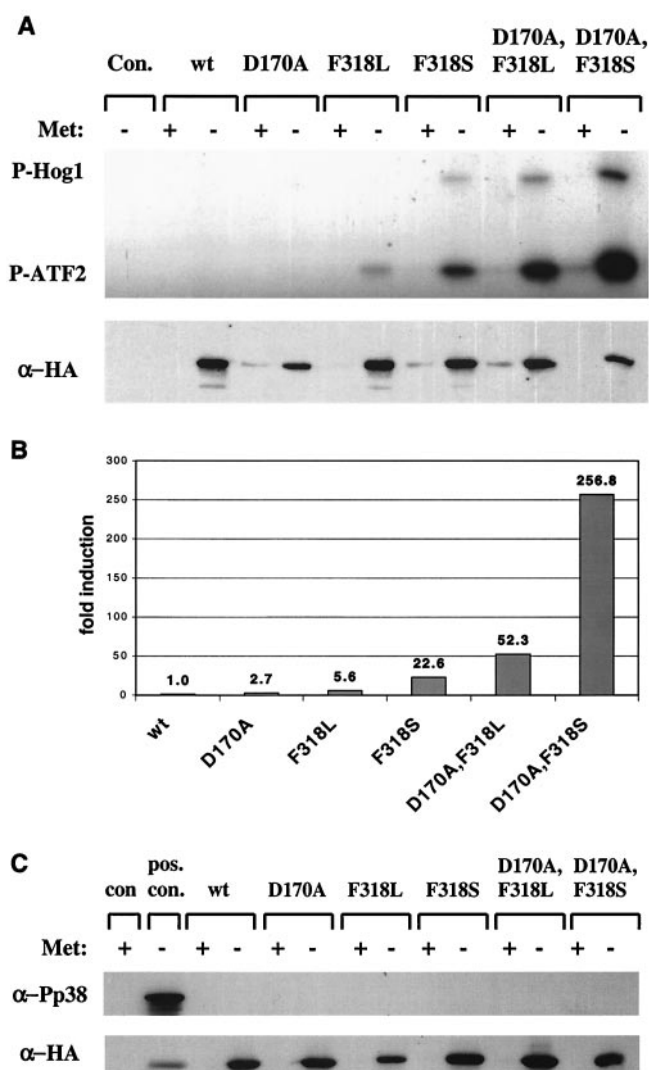 A
Con. wt D170A F318L F318S D170A, F318L D170A, F318S
Met: - + - + - + - + - + - + -
P-Hog1
P-ATF2
α–HA
B
fold induction
300
250
200
150
100
50
0
1.0 2.7 5.6 22.6 52.3 256.8
wt D170A F318L F318S D170A,F318L D170A,F318S
C
con pos. con. wt D170A F318L F318S D170A, F318L D170A, F318S
Met: + - + - + - + - + - + - + -
α–Pp38
α–HA